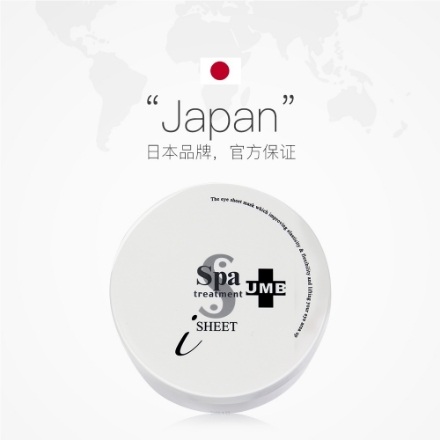 “Japan”
日本品牌，官方保证
The eye sheet mask which improving elasticity & flexibility and lifting your eye area up
Spa
treatment
UMB
i SHEET